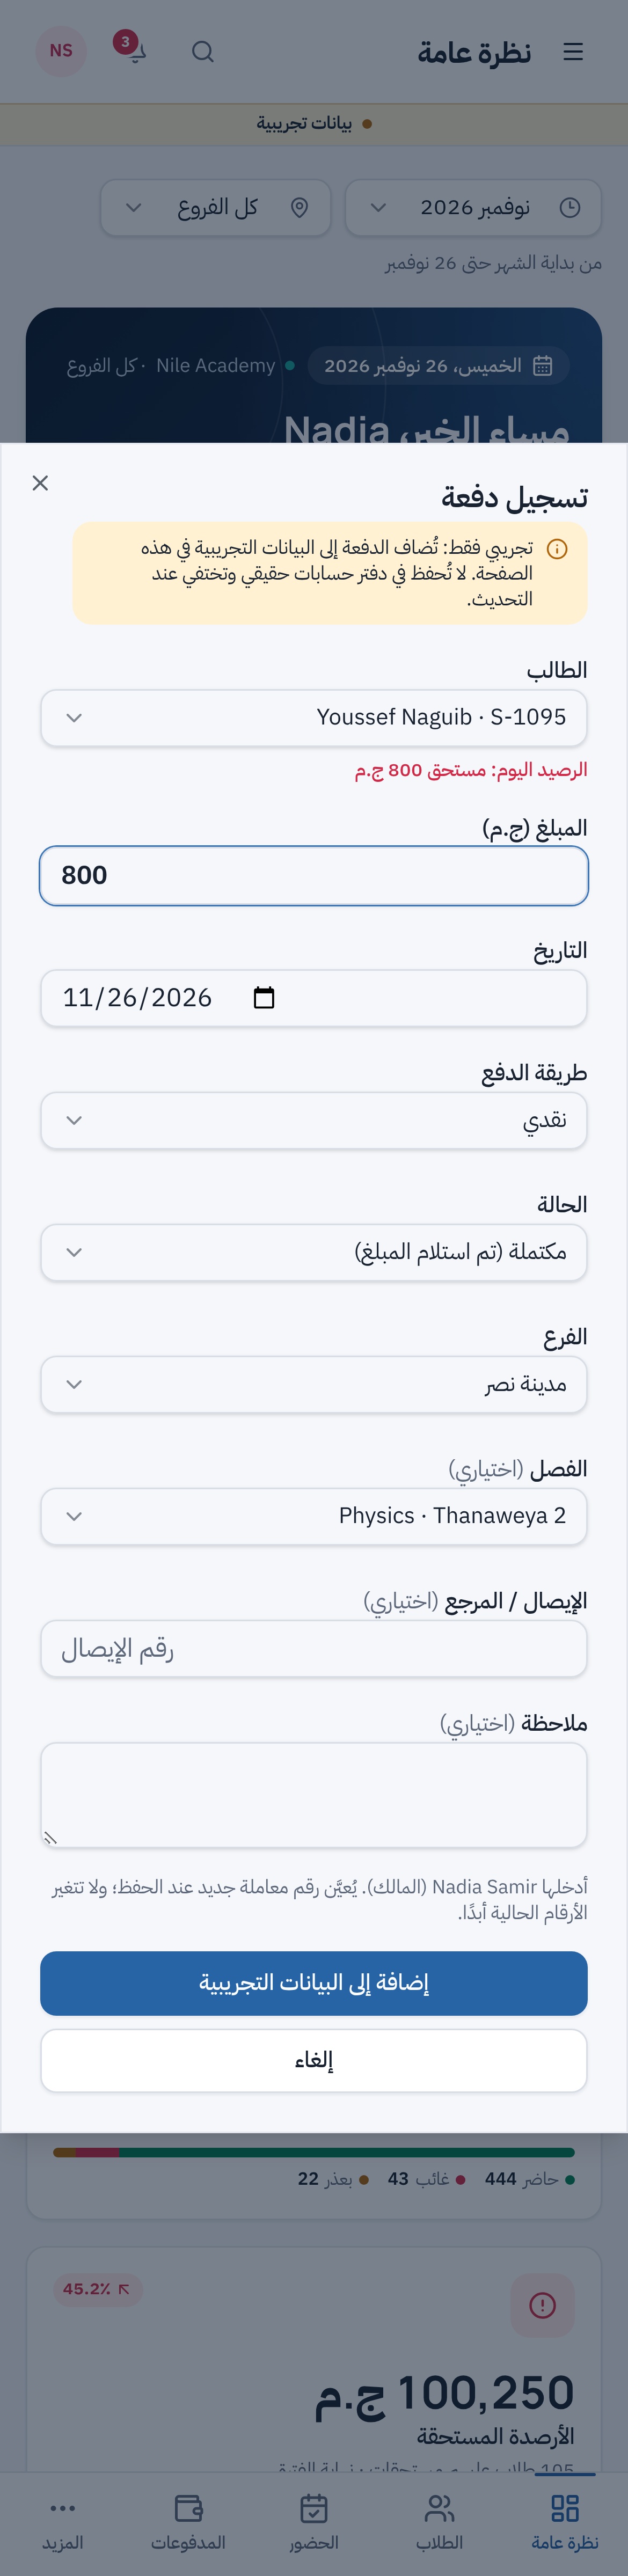 نظرة عامة
3
NS
بيانات تجريبية
نوفمبر 2026
كل الفروع
من بداية الشهر حتى 26 نوفمبر
الخميس، 26 نوفمبر 2026
Nile Academy · كل الفروع
مساء الخير، Nadia
تسجيل دفعة
تجريبي فقط: تُضاف الدفعة إلى البيانات التجريبية في هذه
الصفحة. لا تُحفظ في دفتر حسابات حقيقي وتختفي عند
التحديث.
الطالب
Youssef Naguib · S-1095
الرصيد اليوم: مستحق 800 ج.م
المبلغ (ج.م)
800
التاريخ
11/26/2026
طريقة الدفع
نقدي
الحالة
مكتملة (تم استلام المبلغ)
الفرع
مدينة نصر
الفصل (اختياري)
Physics · Thanaweya 2
الإيصال / المرجع (اختياري)
رقم الإيصال
ملاحظة (اختياري)
أدخلها Nadia Samir (المالك). يُعيَّن رقم معاملة جديد عند الحفظ؛ ولا تتغير
الأرقام الحالية أبدًا.
إضافة إلى البيانات التجريبية
إلغاء
حاضر 444
غائب 43
بعذر 22
45.2٪
100,250 ج.م
الأرصدة المستحقة
نظرة عامة
الطلاب
الحضور
المدفوعات
المزيد